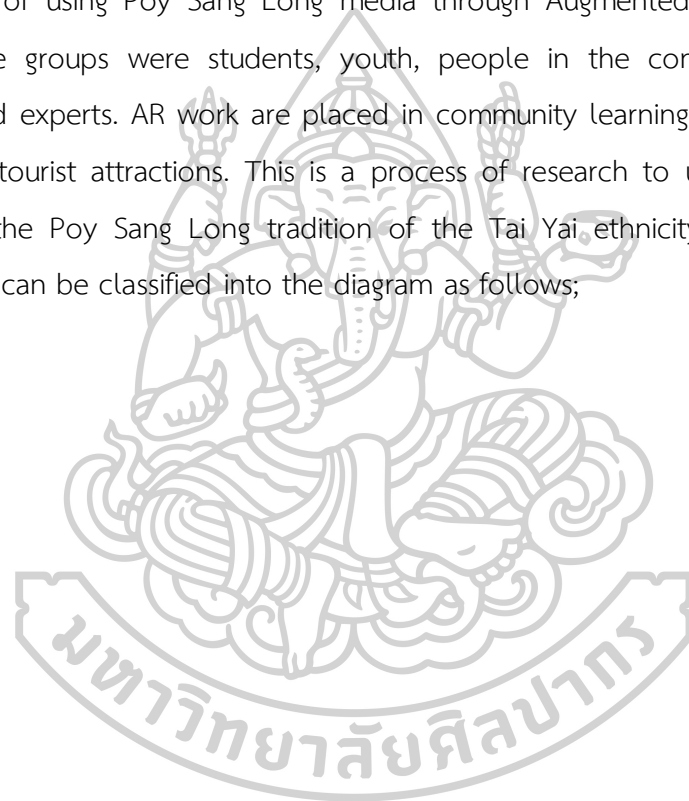 of using Poy Sang Long media through Augmented
groups were students, youth, people in the
experts. AR work are placed in community learning
tourist attractions. This is a process of research to
the Poy Sang Long tradition of the Tai Yai ethnicity
can be classified into the diagram as follows;
มหาวิทยาลัยศิลปากร